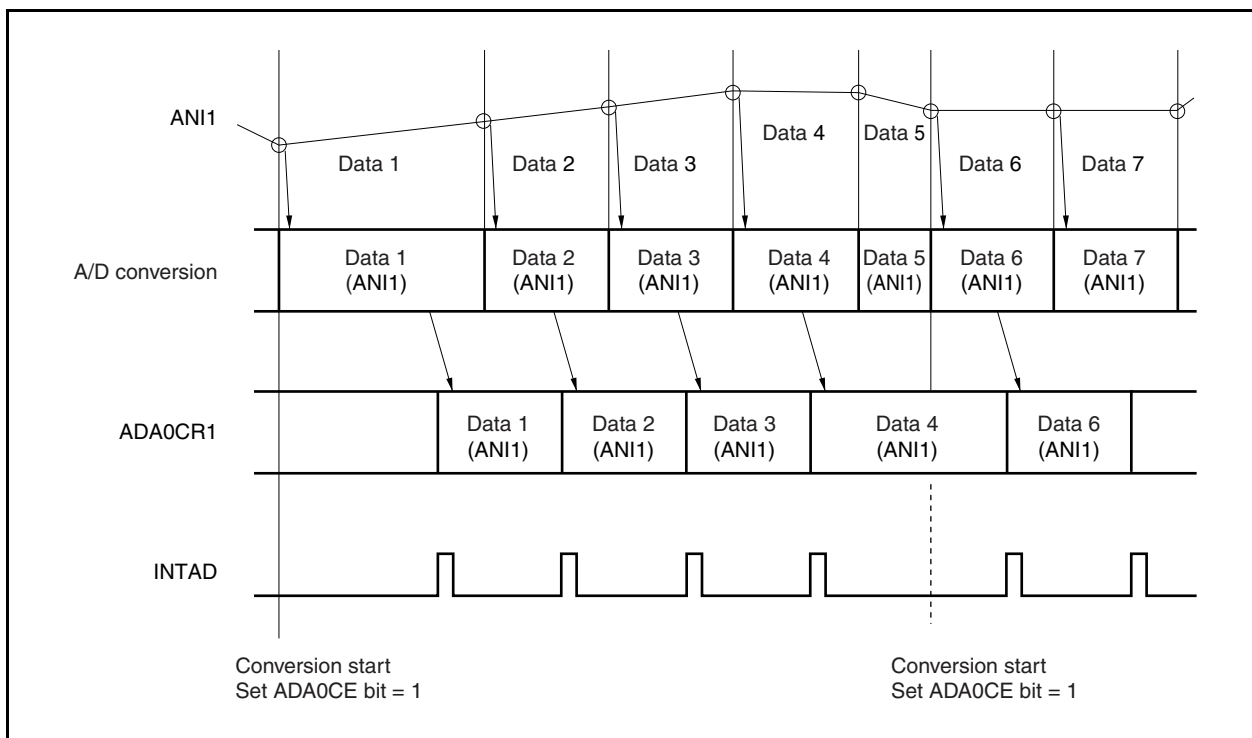 ANI1
Data 1
Data 2
Data 3
Data 4
Data 5
Data 6
Data 7
A/D conversion
Data 1
(ANI1)
Data 2
(ANI1)
Data 3
(ANI1)
Data 4
(ANI1)
Data 5
(ANI1)
Data 6
(ANI1)
Data 7
(ANI1)
ADA0CR1
Data 1
(ANI1)
Data 2
(ANI1)
Data 3
(ANI1)
Data 4
(ANI1)
Data 6
(ANI1)
INTAD
Conversion start
Set ADA0CE bit = 1
Conversion start
Set ADA0CE bit = 1